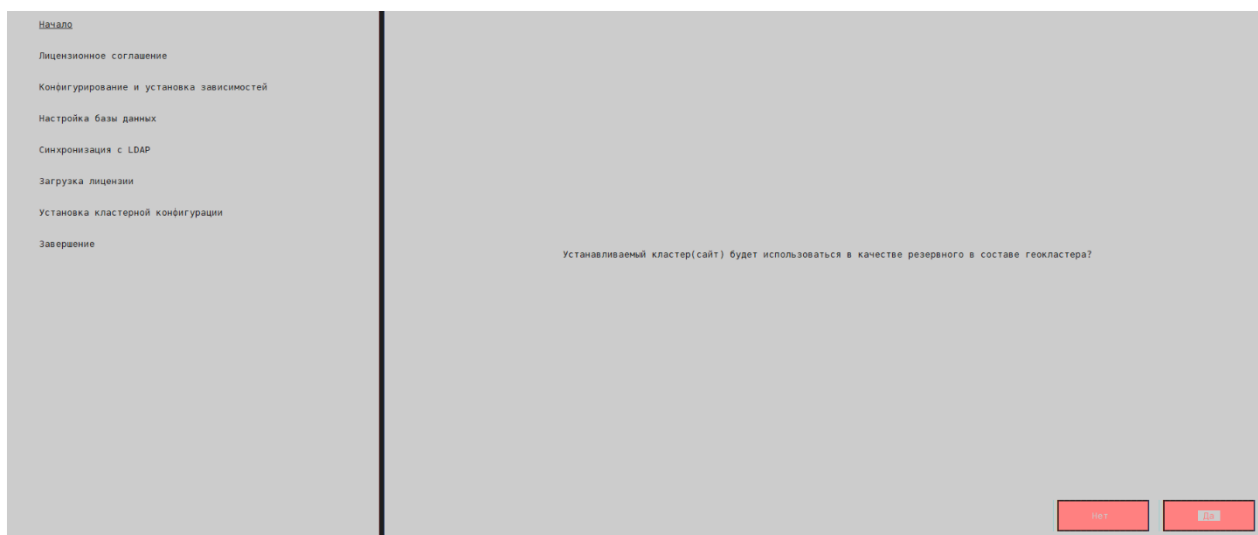 Начало
Лицензионное соглашение
Конфигурирование и установка зависимостей
Настройка базы данных
Синхронизация с LDAP
Загрузка лицензии
Установка кластерной конфигурации
Завершение
Устанавливаемый кластер(сайт) будет использоваться в качестве резервного в составе геокластера?
Нет
Да